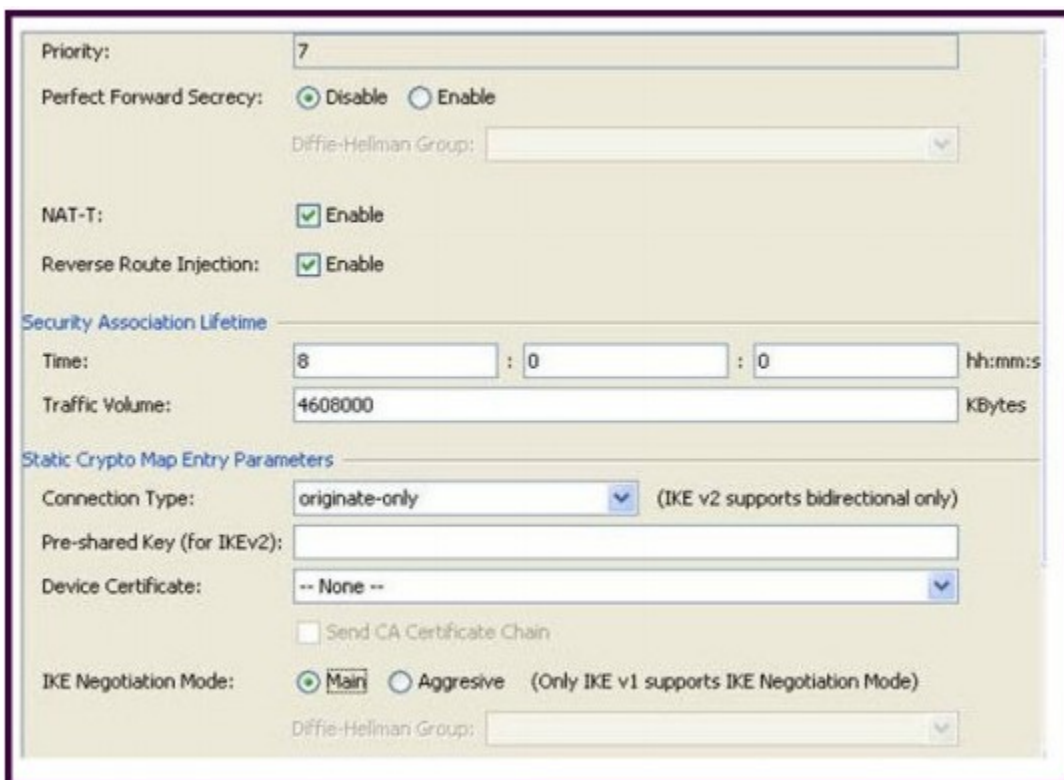 Priority: 7
Perfect Forward Secrecy: Disable Enable
Diffie-Hellman Group:
NAT-T: Enable
Reverse Route Injection: Enable
Security Association Lifetime
Time: 8 : 0 : 0 hh:mm:s
Traffic Volume: 4608000 KBytes
Static Crypto Map Entry Parameters
Connection Type: originate-only (IKE v2 supports bidirectional only)
Pre-shared Key (for IKEv2):
Device Certificate: -- None --
Send CA Certificate Chain
IKE Negotiation Mode: Main Aggresive (Only IKE v1 supports IKE Negotiation Mode)
Diffie-Hellman Group: